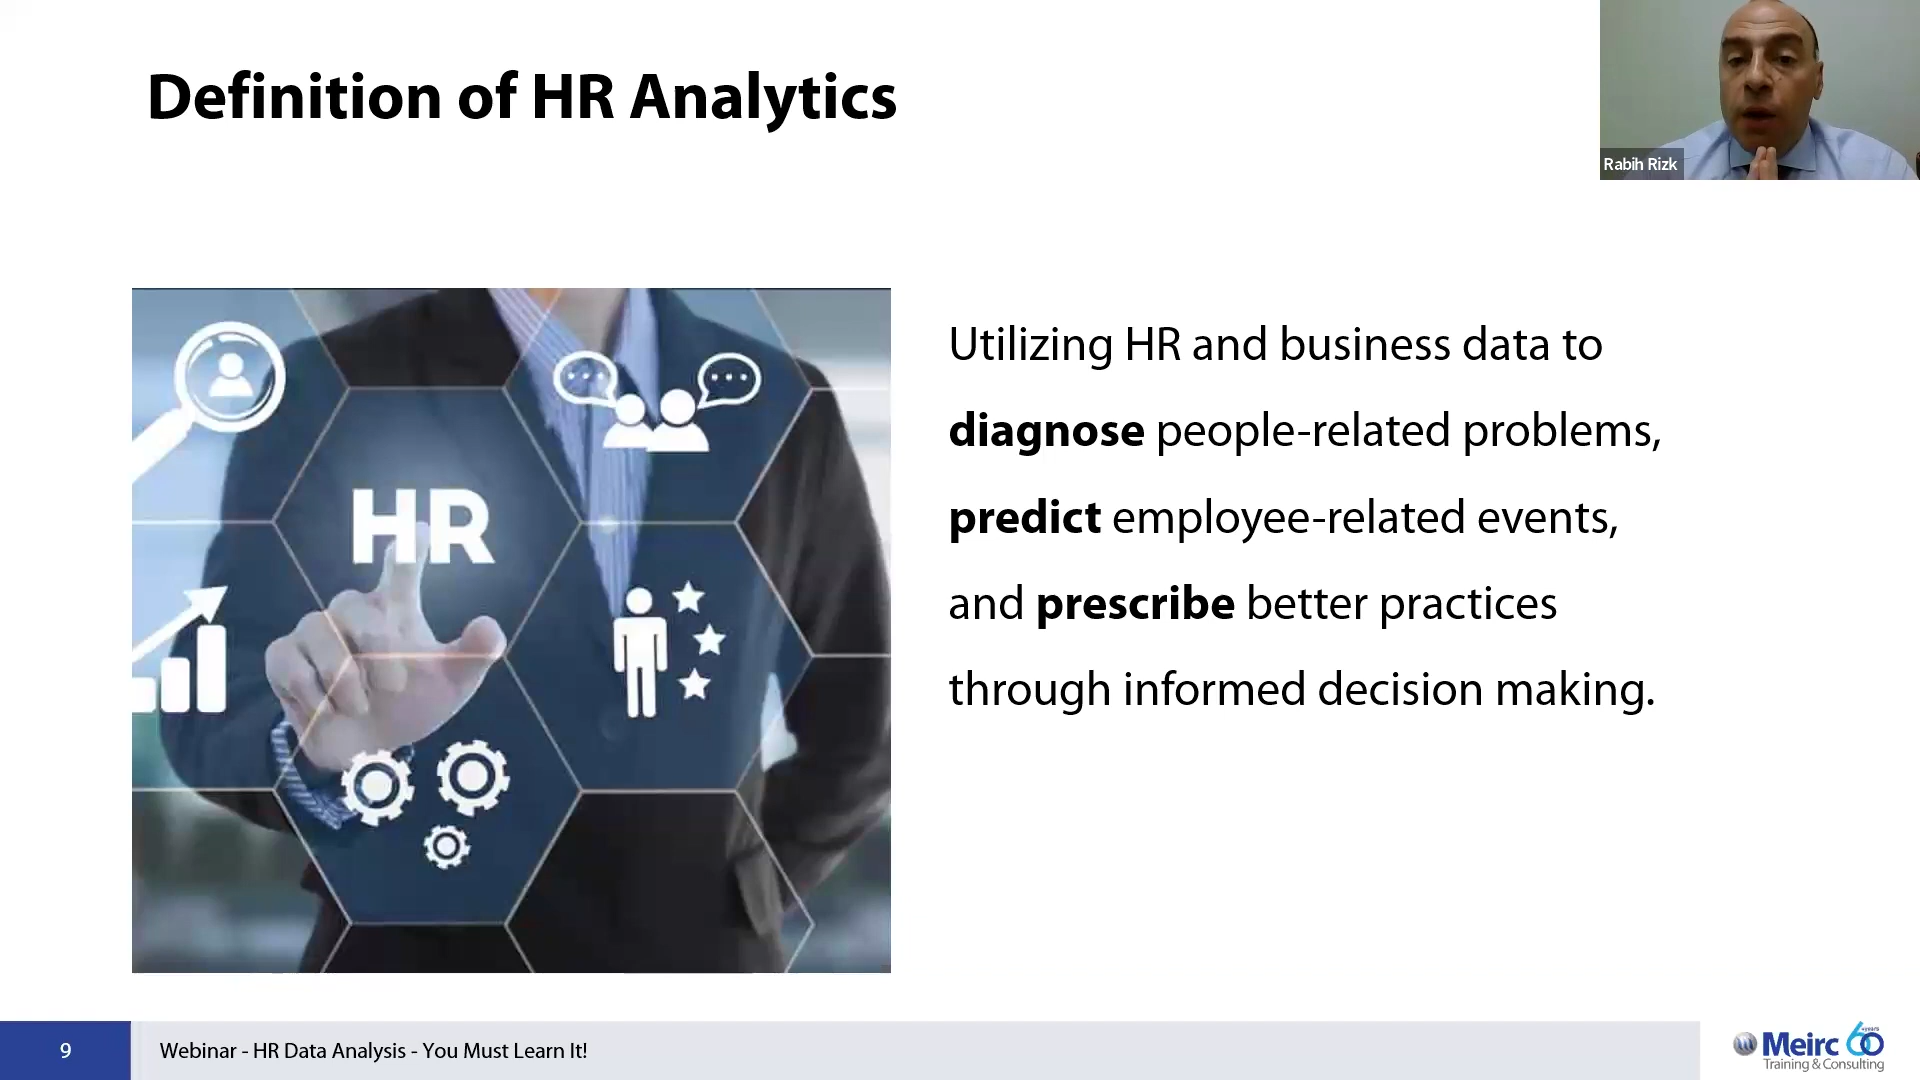 Definition of HR Analytics
Rabih Rizk
HR
Utilizing HR and business data to
diagnose people-related problems,
predict employee-related events,
and prescribe better practices
through informed decision making.
9
Webinar - HR Data Analysis - You Must Learn It!
Meirc 60 years
Training & Consulting